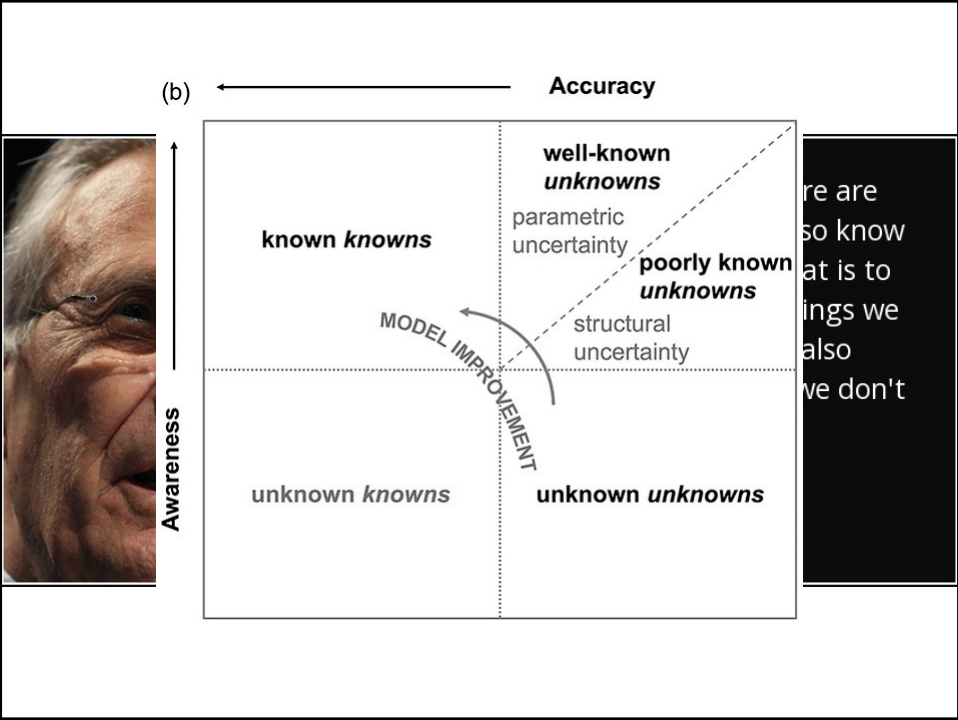 (b)
Accuracy
well-known
unknowns
parametric
uncertainty
known knowns
poorly known
unknowns
structural
uncertainty
MODEL IMPROVEMENT
Awareness
unknown knowns
unknown unknowns
re are
so know
at is to
ings we
also
we don't